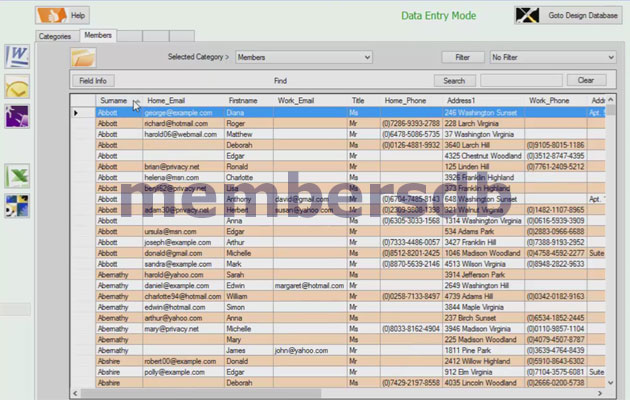 Help
Data Entry Mode
Goto Design Database
Categories Members
Selected Category > Members Filter No Filter
Field Info Find Search Clear
Surname Home_Email Firstname Work_Email Title Home_Phone Address1 Work_Phone Addr
Abbott george@example.com Diana Ms 246 Washington Sunset Apt.
Abbott richard@hotmail.com Roger Mr (0)7286-9393-2788 228 Larch Virginia
Abbott harold06@webmail.com Matthew Mr (0)6478-5086-5735 37 Walnut Virginia
Abbott Deborah Ms (0)0126-4881-9932 3640 Larch Hill (0)9105-8015-1186
Abbott Edgar Mr 4325 Chestnut Woodland (0)3512-8747-4395
Abbott brian@privacy.net Ronald Mr 125 Linden Hill (0)7761-2409-5212
Abbott helena@msn.com Charlotte Ms 3926 Franklin Highland
Abbott beryl62@privacy.net Lisa Ms 373 Franklin Highland
Abbott Anthony david@gmail.com Mr (0)6704-7485-8143
Abbott adam30@privacy.net Herbert susan@yahoo.com Mr 321 Walnut Virginia (0)1482-1107-8965
Abbott Anna Ms (0)6305-3033-1568 1314 Washington Virginia (0)0616-5939-3909
Abbott ursula@msn.com Edgar Mr 534 Adams Park (0)2883-0966-6688
Abbott joseph@example.com Arthur Mr (0)7333-4486-0057 3427 Franklin Hill (0)7388-9193-2952
Abbott donald@gmail.com Michelle Ms (0)8512-8201-2425 1046 Madison Woodland (0)4758-4592-2277 Suite
Abbott sandra@example.com Mark Mr (0)8870-5639-2146 4513 Wilson Virginia (0)8948-2822-9633
Abernathy harold@yahoo.com Sarah Ms 3914 Jefferson Park
Abernathy daniel@example.com Edwin margaret@hotmail.com Mr 2649 Washington Hill
Abernathy charlotte94@hotmail.com William Mr (0)0258-7133-8497 4739 Adams Hill (0)0342-0182-9163
Abernathy edwin@hotmail.com Simon Mr 3844 Maple Virginia
Abernathy arthur@yahoo.com Anna Ms 237 Birch Sunset (0)6534-1852-2445
Abernathy mary@privacy.net Michelle Ms (0)8033-8162-4904 3946 Madison Virginia (0)0110-9857-1104
Abernathy Mary Ms 225 Madison Woodland (0)4079-4507-8787
Abernathy James john@yahoo.com Mr 1811 Pine Park (0)3639-4764-8439
Abshire robert00@example.com Donald Mr 2412 Willow Highland (0)5910-8643-6302
Abshire polly@example.com Edgar Mr 912 Elm Virginia (0)7104-3575-6081 Suite
Abshire Deborah Ms (0)7429-2197-8558 4035 Lincoln Woodland (0)2666-0200-5738
membersdb